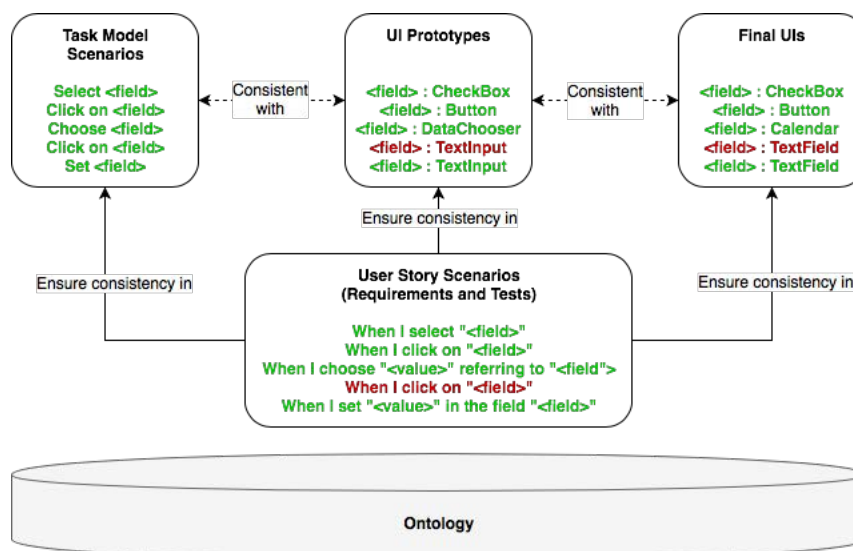 Task Model
Scenarios
Select <field>
Click on <field>
Choose <field>
Click on <field>
Set <field>
Consistent
with
UI Prototypes
<field> : CheckBox
<field> : Button
<field> : DataChooser
<field> : TextInput
<field> : TextInput
Consistent
with
Final UIs
<field> : CheckBox
<field> : Button
<field> : Calendar
<field> : TextField
<field> : TextField
Ensure consistency in
Ensure consistency in
Ensure consistency in
User Story Scenarios
(Requirements and Tests)
When I select "<field>"
When I click on "<field>"
When I choose "<value>" referring to "<field">
When I click on "<field>"
When I set "<value>" in the field "<field>"
Ontology